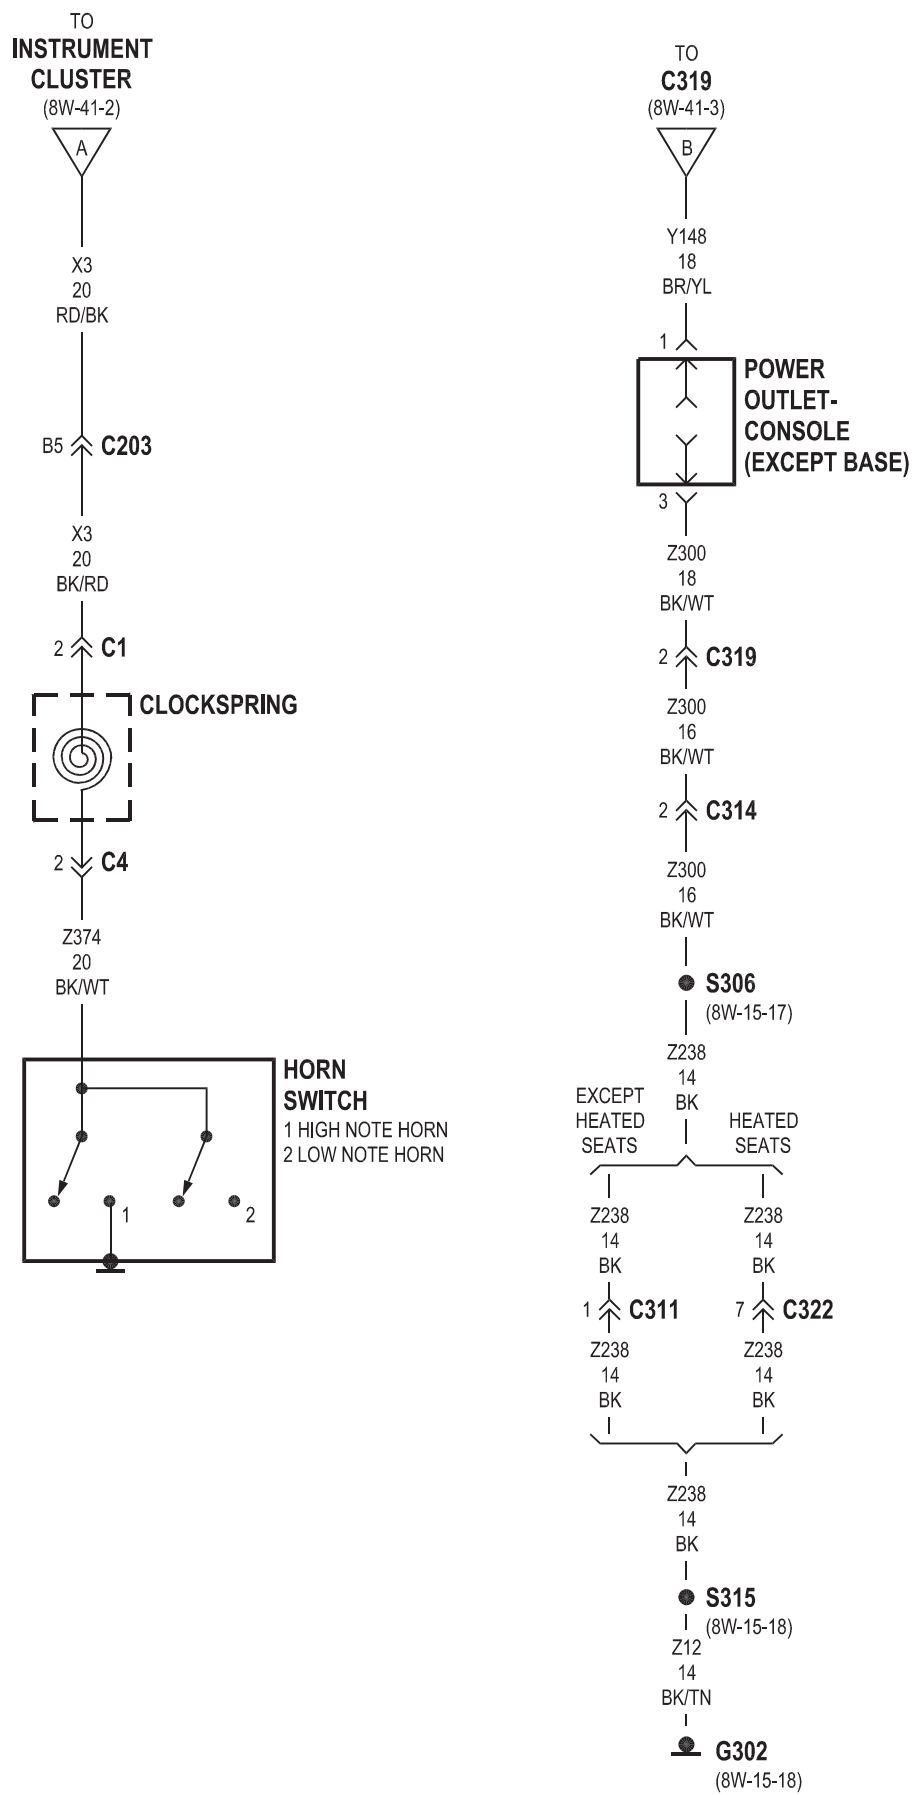 TO
INSTRUMENT
CLUSTER
(8W-41-2)
A
X3
20
RD/BK
B5 C203
X3
20
BK/RD
2 C1
CLOCKSPRING
2 C4
Z374
20
BK/WT
HORN
SWITCH
1 HIGH NOTE HORN
2 LOW NOTE HORN
1
2
TO
C319
(8W-41-3)
B
Y148
18
BR/YL
1
POWER
OUTLET-
CONSOLE
(EXCEPT BASE)
3
Z300
18
BK/WT
2 C319
Z300
16
BK/WT
2 C314
Z300
16
BK/WT
S306
(8W-15-17)
Z238
14
BK
EXCEPT
HEATED
SEATS
HEATED
SEATS
Z238
14
BK
1 C311
Z238
14
BK
Z238
14
BK
7 C322
Z238
14
BK
Z238
14
BK
S315
(8W-15-18)
Z12
14
BK/TN
G302
(8W-15-18)